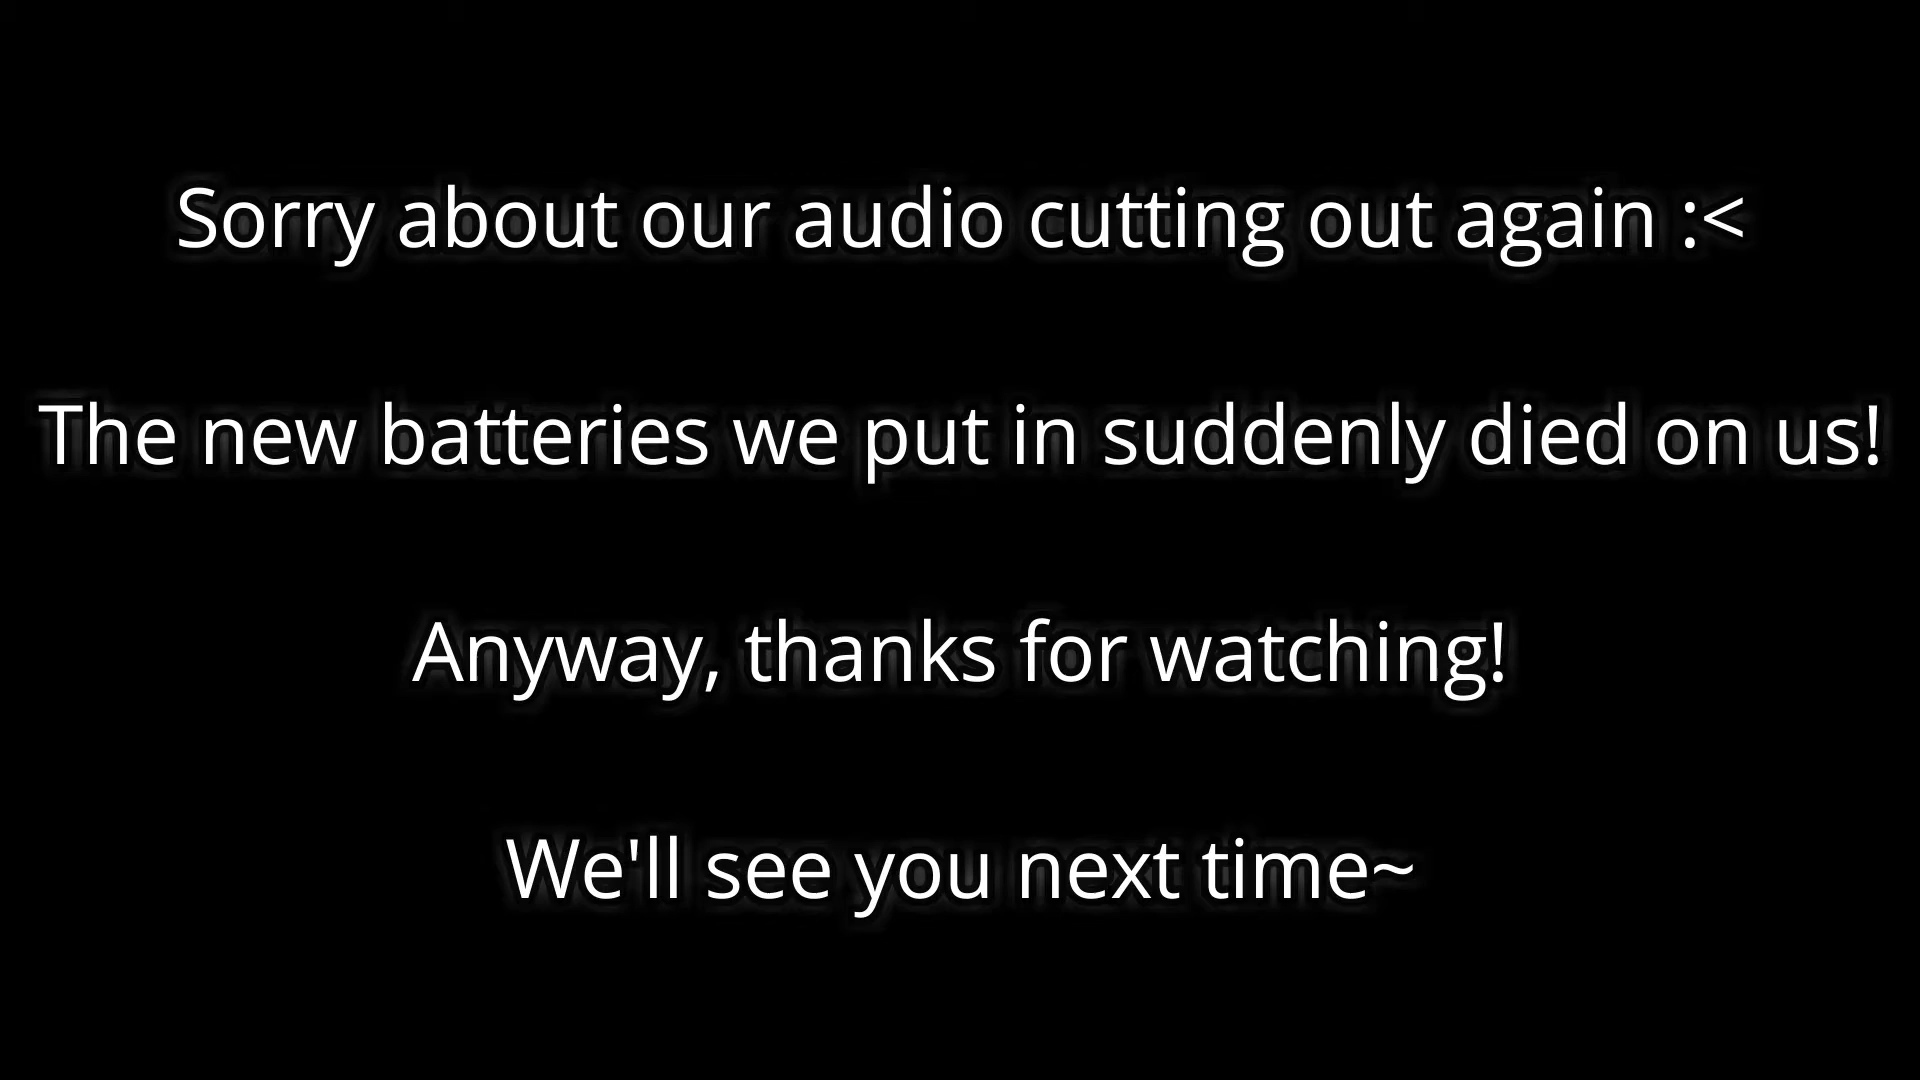 Sorry about our audio cutting out again :<
The new batteries we put in suddenly died on us!
Anyway, thanks for watching!
We'll see you next time~